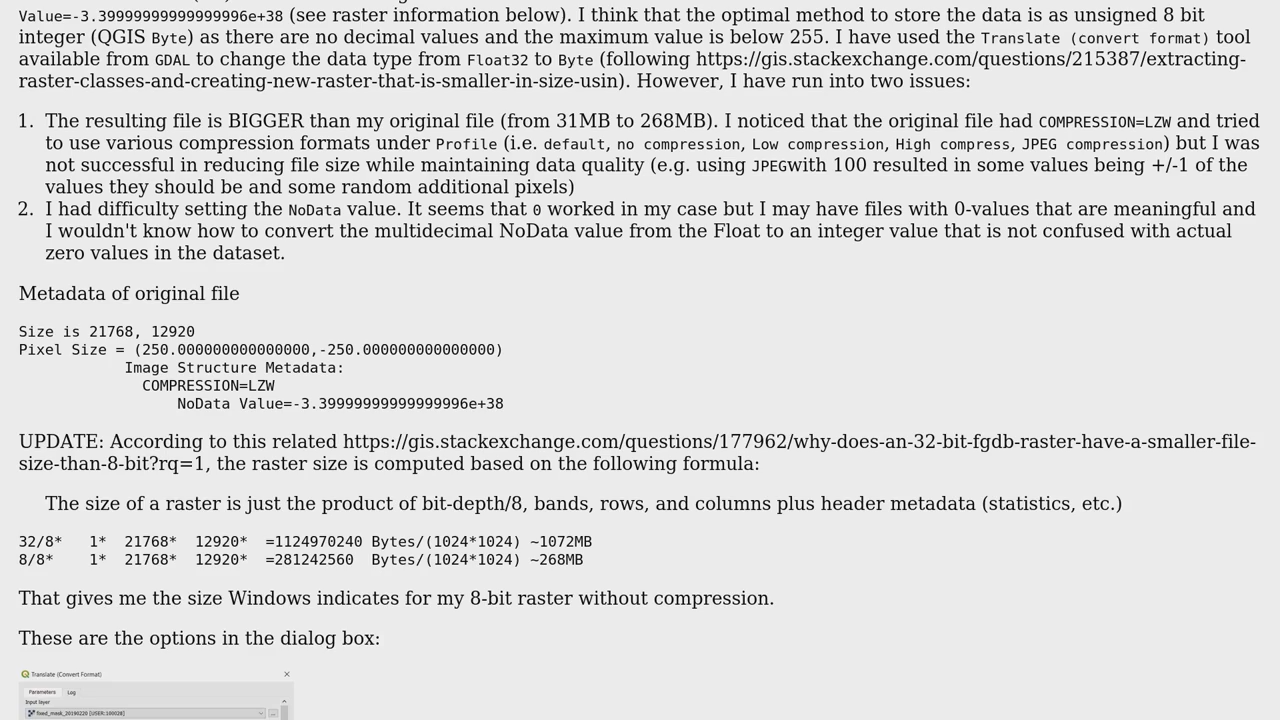 Value=-3.39999999999999996e+38 (see raster information below). I think that the optimal method to store the data is as unsigned 8 bit
integer (QGIS Byte) as there are no decimal values and the maximum value is below 255. I have used the Translate (convert format) tool
available from GDAL to change the data type from Float32 to Byte (following https://gis.stackexchange.com/questions/215387/extracting-
raster-classes-and-creating-new-raster-that-is-smaller-in-size-usin). However, I have run into two issues:
1. The resulting file is BIGGER than my original file (from 31MB to 268MB). I noticed that the original file had COMPRESSION=LZW and tried
to use various compression formats under Profile (i.e. default, no compression, Low compression, High compress, JPEG compression) but I was
not successful in reducing file size while maintaining data quality (e.g. using JPEGwith 100 resulted in some values being +/-1 of the
values they should be and some random additional pixels)
2. I had difficulty setting the NoData value. It seems that 0 worked in my case but I may have files with 0-values that are meaningful and
I wouldn't know how to convert the multidecimal NoData value from the Float to an integer value that is not confused with actual
zero values in the dataset.
Metadata of original file
Size is 21768, 12920
Pixel Size = (250.000000000000000,-250.000000000000000)
Image Structure Metadata:
COMPRESSION=LZW
NoData Value=-3.39999999999999996e+38
UPDATE: According to this related https://gis.stackexchange.com/questions/177962/why-does-an-32-bit-fgdb-raster-have-a-smaller-file-
size-than-8-bit?rq=1, the raster size is computed based on the following formula:
The size of a raster is just the product of bit-depth/8, bands, rows, and columns plus header metadata (statistics, etc.)
32/8* 1* 21768* 12920* =1124970240 Bytes/(1024*1024) ~1072MB
8/8* 1* 21768* 12920* =281242560 Bytes/(1024*1024) ~268MB
That gives me the size Windows indicates for my 8-bit raster without compression.
These are the options in the dialog box:
Translate (Convert Format)
Parameters Log
Input layer
fixed_mask_20190220 [USER:100028]